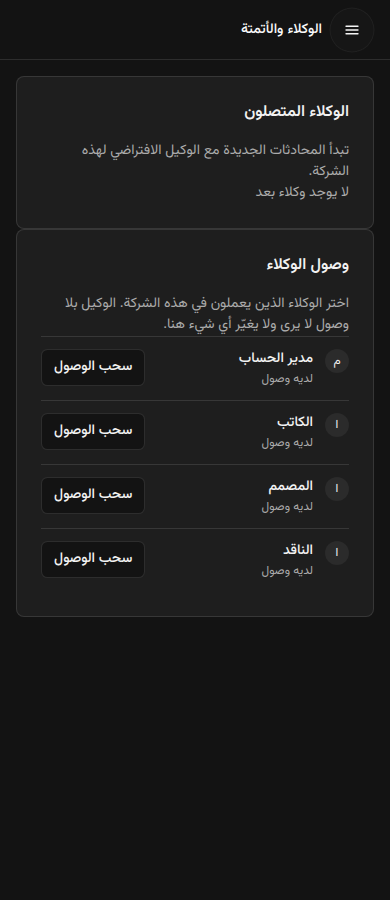 الوكلاء والأتمتة
الوكلاء المتصلون
تبدأ المحادثات الجديدة مع الوكيل الافتراضي لهذه
الشركة.
لا يوجد وكلاء بعد
وصول الوكلاء
اختر الوكلاء الذين يعملون في هذه الشركة. الوكيل بلا
وصول لا يرى ولا يغيّر أي شيء هنا.
م
مدير الحساب
لديه وصول
سحب الوصول
ا
الكاتب
لديه وصول
سحب الوصول
ا
المصمم
لديه وصول
سحب الوصول
ا
الناقد
لديه وصول
سحب الوصول